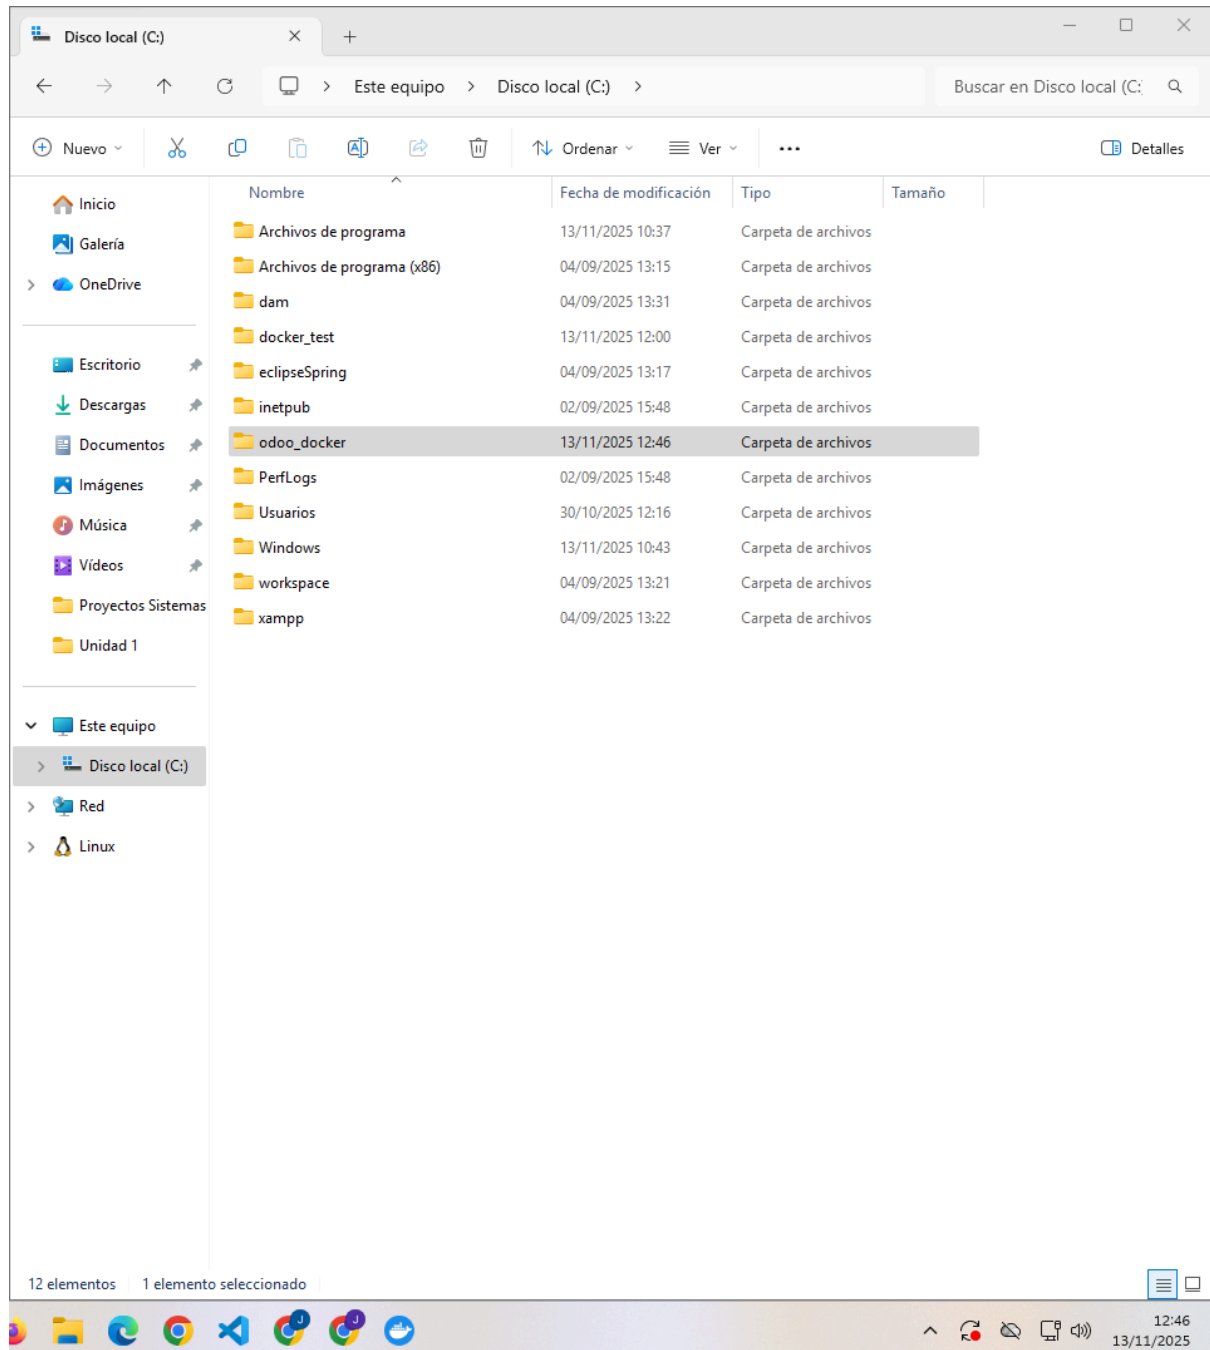 Disco local (C:)
Este equipo > Disco local (C:) >
Buscar en Disco local (C:
Nuevo
Ordenar
Ver
Detalles
Inicio
Galería
OneDrive
Escritorio
Descargas
Documentos
Imágenes
Música
Vídeos
Proyectos Sistemas
Unidad 1
Este equipo
Disco local (C:)
Red
Linux
Nombre Fecha de modificación Tipo Tamaño
Archivos de programa 13/11/2025 10:37 Carpeta de archivos
Archivos de programa (x86) 04/09/2025 13:15 Carpeta de archivos
dam 04/09/2025 13:31 Carpeta de archivos
docker_test 13/11/2025 12:00 Carpeta de archivos
eclipseSpring 04/09/2025 13:17 Carpeta de archivos
inetpub 02/09/2025 15:48 Carpeta de archivos
odoo_docker 13/11/2025 12:46 Carpeta de archivos
PerfLogs 02/09/2025 15:48 Carpeta de archivos
Usuarios 30/10/2025 12:16 Carpeta de archivos
Windows 13/11/2025 10:43 Carpeta de archivos
workspace 04/09/2025 13:21 Carpeta de archivos
xampp 04/09/2025 13:22 Carpeta de archivos
12 elementos 1 elemento seleccionado
J
J
12:46
13/11/2025